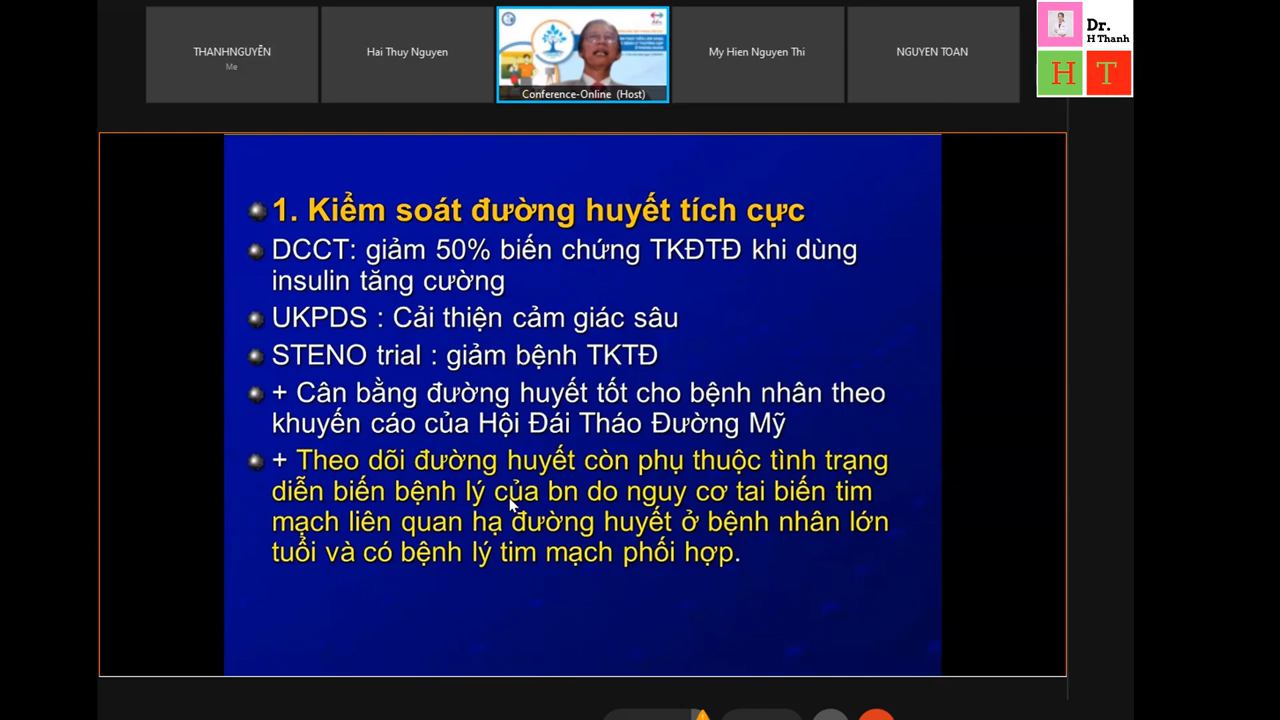 THANHNGUYỄN
Me
Hai Thuy Nguyen
Conference-Online (Host)
My Hien Nguyen Thi
NGUYEN TOAN
Dr.
H Thanh
H T
1. Kiểm soát đường huyết tích cực
DCCT: giảm 50% biến chứng TKĐTĐ khi dùng
insulin tăng cường
UKPDS : Cải thiện cảm giác sâu
STENO trial : giảm bệnh TKTĐ
+ Cân bằng đường huyết tốt cho bệnh nhân theo
khuyến cáo của Hội Đái Tháo Đường Mỹ
+ Theo dõi đường huyết còn phụ thuộc tình trạng
diễn biến bệnh lý của bn do nguy cơ tai biến tim
mạch liên quan hạ đường huyết ở bệnh nhân lớn
tuổi và có bệnh lý tim mạch phối hợp.